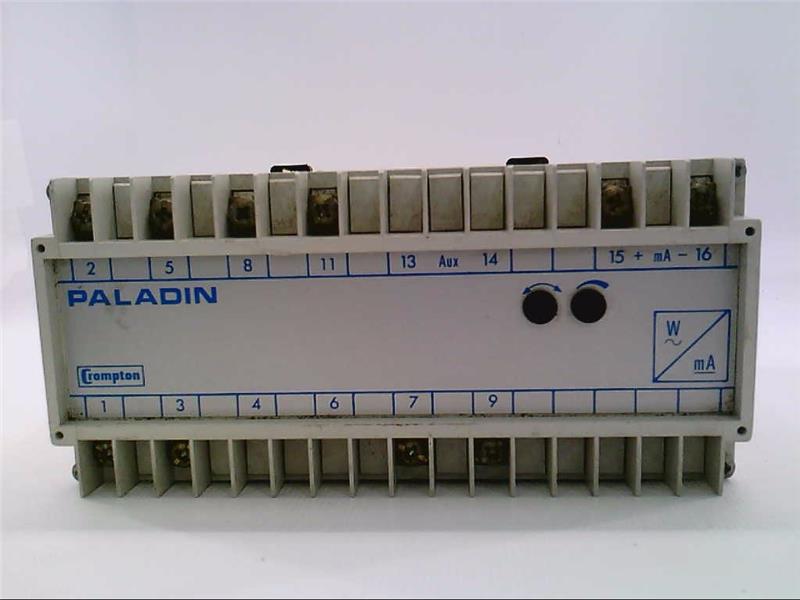 2 5 8 11 13 Aux 14 15 + mA - 16
PALADIN
W
~
mA
Crompton
1 3 4 6 7 9